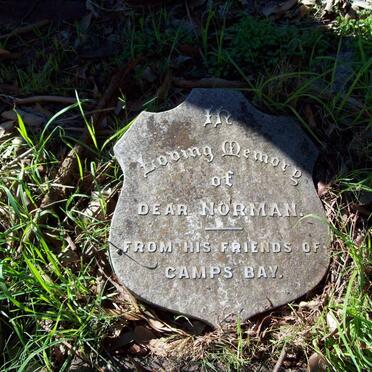 In
Loving Memory
of
DEAR NORMAN.
FROM HIS FRIENDS OF
CAMPS BAY.